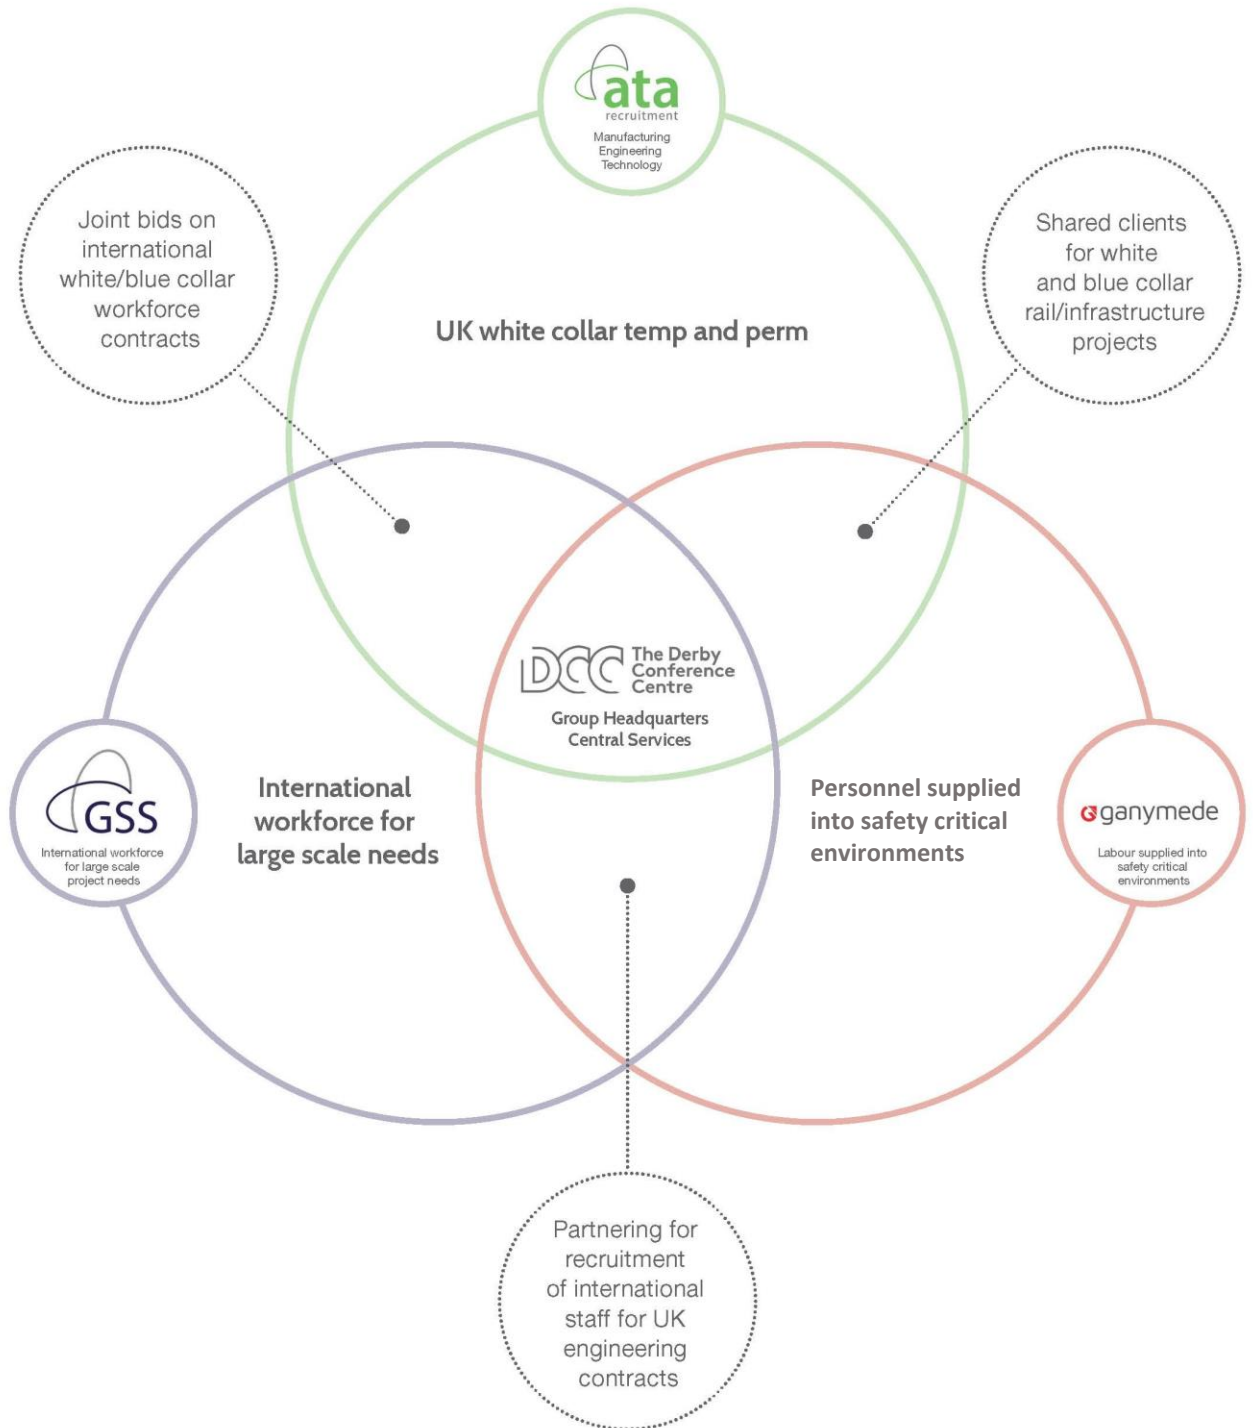 ata
recruitment
Manufacturing
Engineering
Technology
Joint bids on
international
white/blue collar
workforce
contracts
Shared clients
for white
and blue collar
rail/infrastructure
projects
UK white collar temp and perm
DCC The Derby
Conference
Centre
Group Headquarters
Central Services
GSS
International workforce
for large scale
project needs
International
workforce for
large scale needs
Personnel supplied
into safety critical
environments
ganymede
Labour supplied into
safety critical
environments
Partnering for
recruitment
of international
staff for UK
engineering
contracts